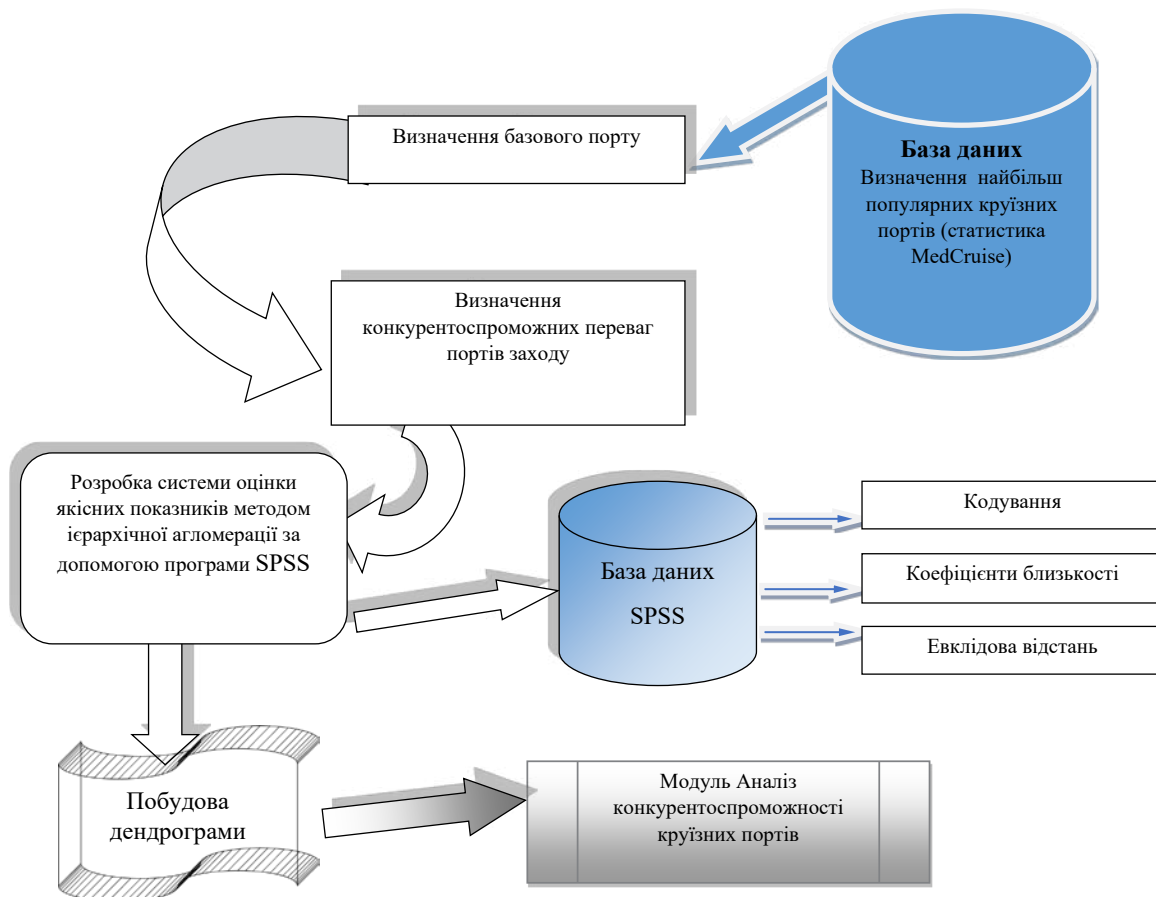 Визначення базового порту
База даних
Визначення найбільш
популярних круїзних
портів (статистика
MedCruise)
Визначення
конкурентоспроможних переваг
портів заходу
Розробка системи оцінки
якісних показників методом
ієрархічної агломерації за
допомогою програми SPSS
База даних
SPSS
Кодування
Коефіцієнти близькості
Евклідова відстань
Побудова
дендрограми
Модуль Аналіз
конкурентоспроможності
круїзних портів